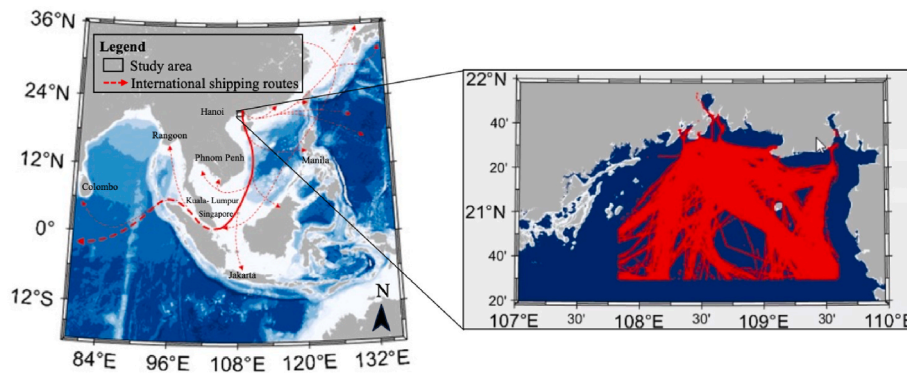 36°N
24°N
12°N
0°
12°S
84°E
96°E
108°E
120°E
132°E
Legend
Study area
International shipping routes
Hanoi
Rangoon
Phnom Penh
Manila
Colombo
Kuala- Lumpur
Singapore
Jakarta
N
22°N
40'
20'
21°N
40'
20'
107°E
30'
108°E
30'
109°E
30'
110°E